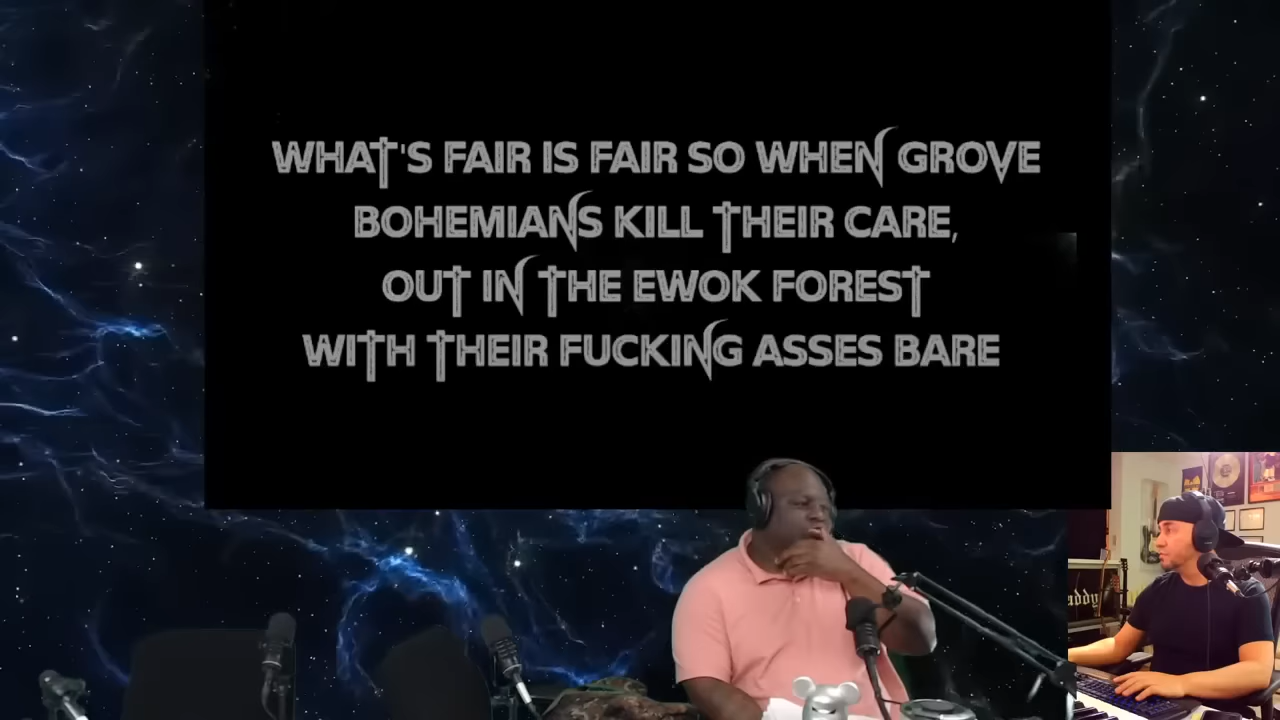 WHAT'S FAIR IS FAIR SO WHEN GROVE
BOHEMIANS KILL THEIR CARE,
OUT IN THE EWOK FOREST
WITH THEIR FUCKING ASSES BARE
addy